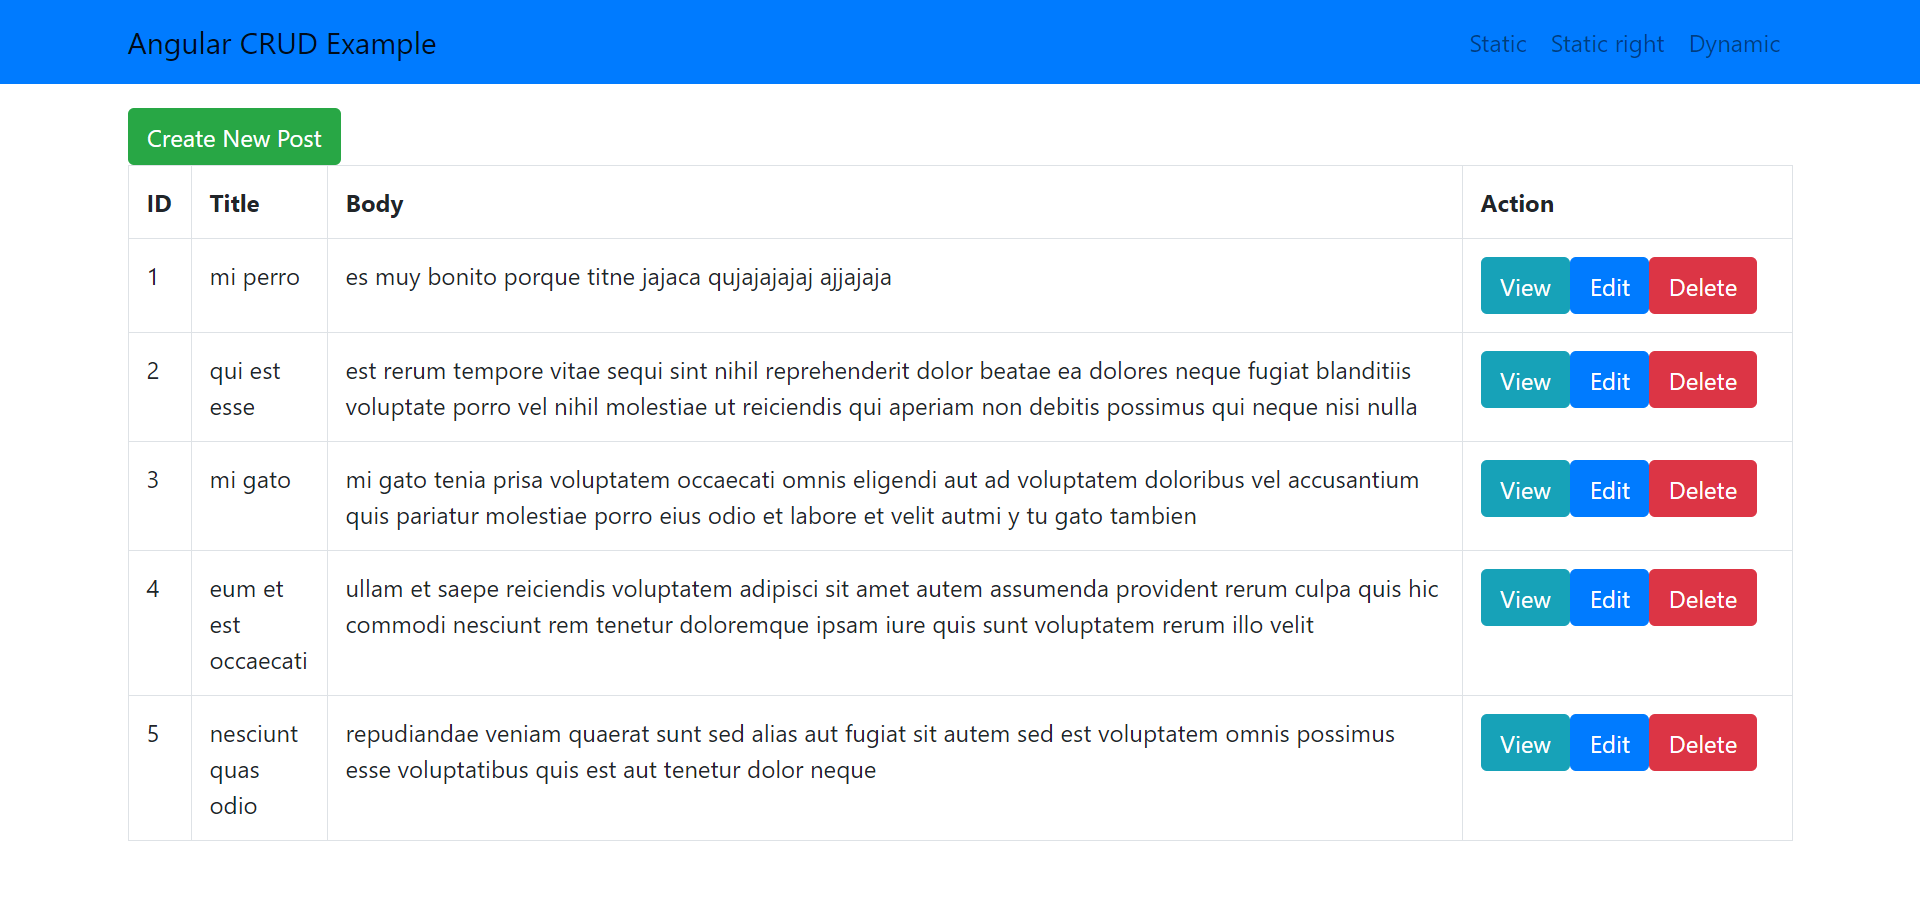 Angular CRUD Example
Static Static right Dynamic
Create New Post
ID Title Body Action
1 mi perro es muy bonito porque titne jajaca qujajajajaj ajjajaja View Edit Delete
2 qui est
esse
est rerum tempore vitae sequi sint nihil reprehenderit dolor beatae ea dolores neque fugiat blanditiis
voluptate porro vel nihil molestiae ut reiciendis qui aperiam non debitis possimus qui neque nisi nulla
View Edit Delete
3 mi gato
mi gato tenia prisa voluptatem occaecati omnis eligendi aut ad voluptatem doloribus vel accusantium
quis pariatur molestiae porro eius odio et labore et velit autmi y tu gato tambien
View Edit Delete
4 eum et
est
occaecati
ullam et saepe reiciendis voluptatem adipisci sit amet autem assumenda provident rerum culpa quis hic
commodi nesciunt rem tenetur doloremque ipsam iure quis sunt voluptatem rerum illo velit
View Edit Delete
5 nesciunt
quas
odio
repudiandae veniam quaerat sunt sed alias aut fugiat sit autem sed est voluptatem omnis possimus
esse voluptatibus quis est aut tenetur dolor neque
View Edit Delete